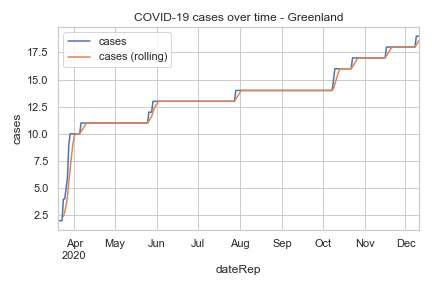 COVID-19 cases over time - Greenland
cases
cases (rolling)
17.5
15.0
12.5
10.0
7.5
5.0
2.5
cases
Apr
2020
May
Jun
Jul
Aug
Sep
Oct
Nov
Dec
dateRep